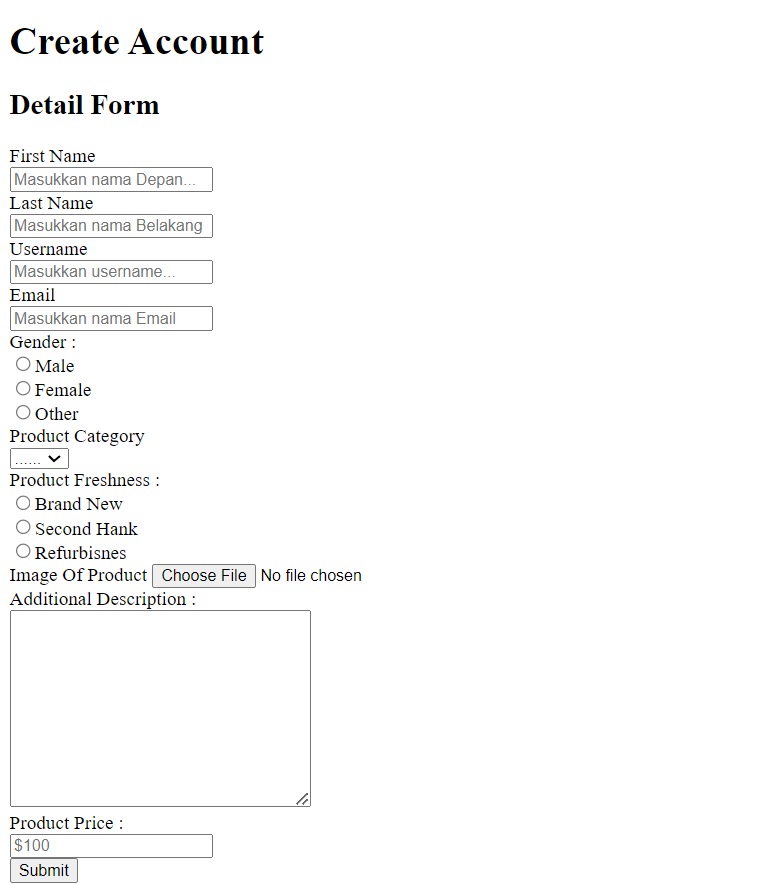 Create Account
Detail Form
First Name
Masukkan nama Depan...
Last Name
Masukkan nama Belakang
Username
Masukkan username...
Email
Masukkan nama Email
Gender :
Male
Female
Other
Product Category
......
Product Freshness :
Brand New
Second Hank
Refurbisnes
Image Of Product Choose File No file chosen
Additional Description :
Product Price :
$100
Submit